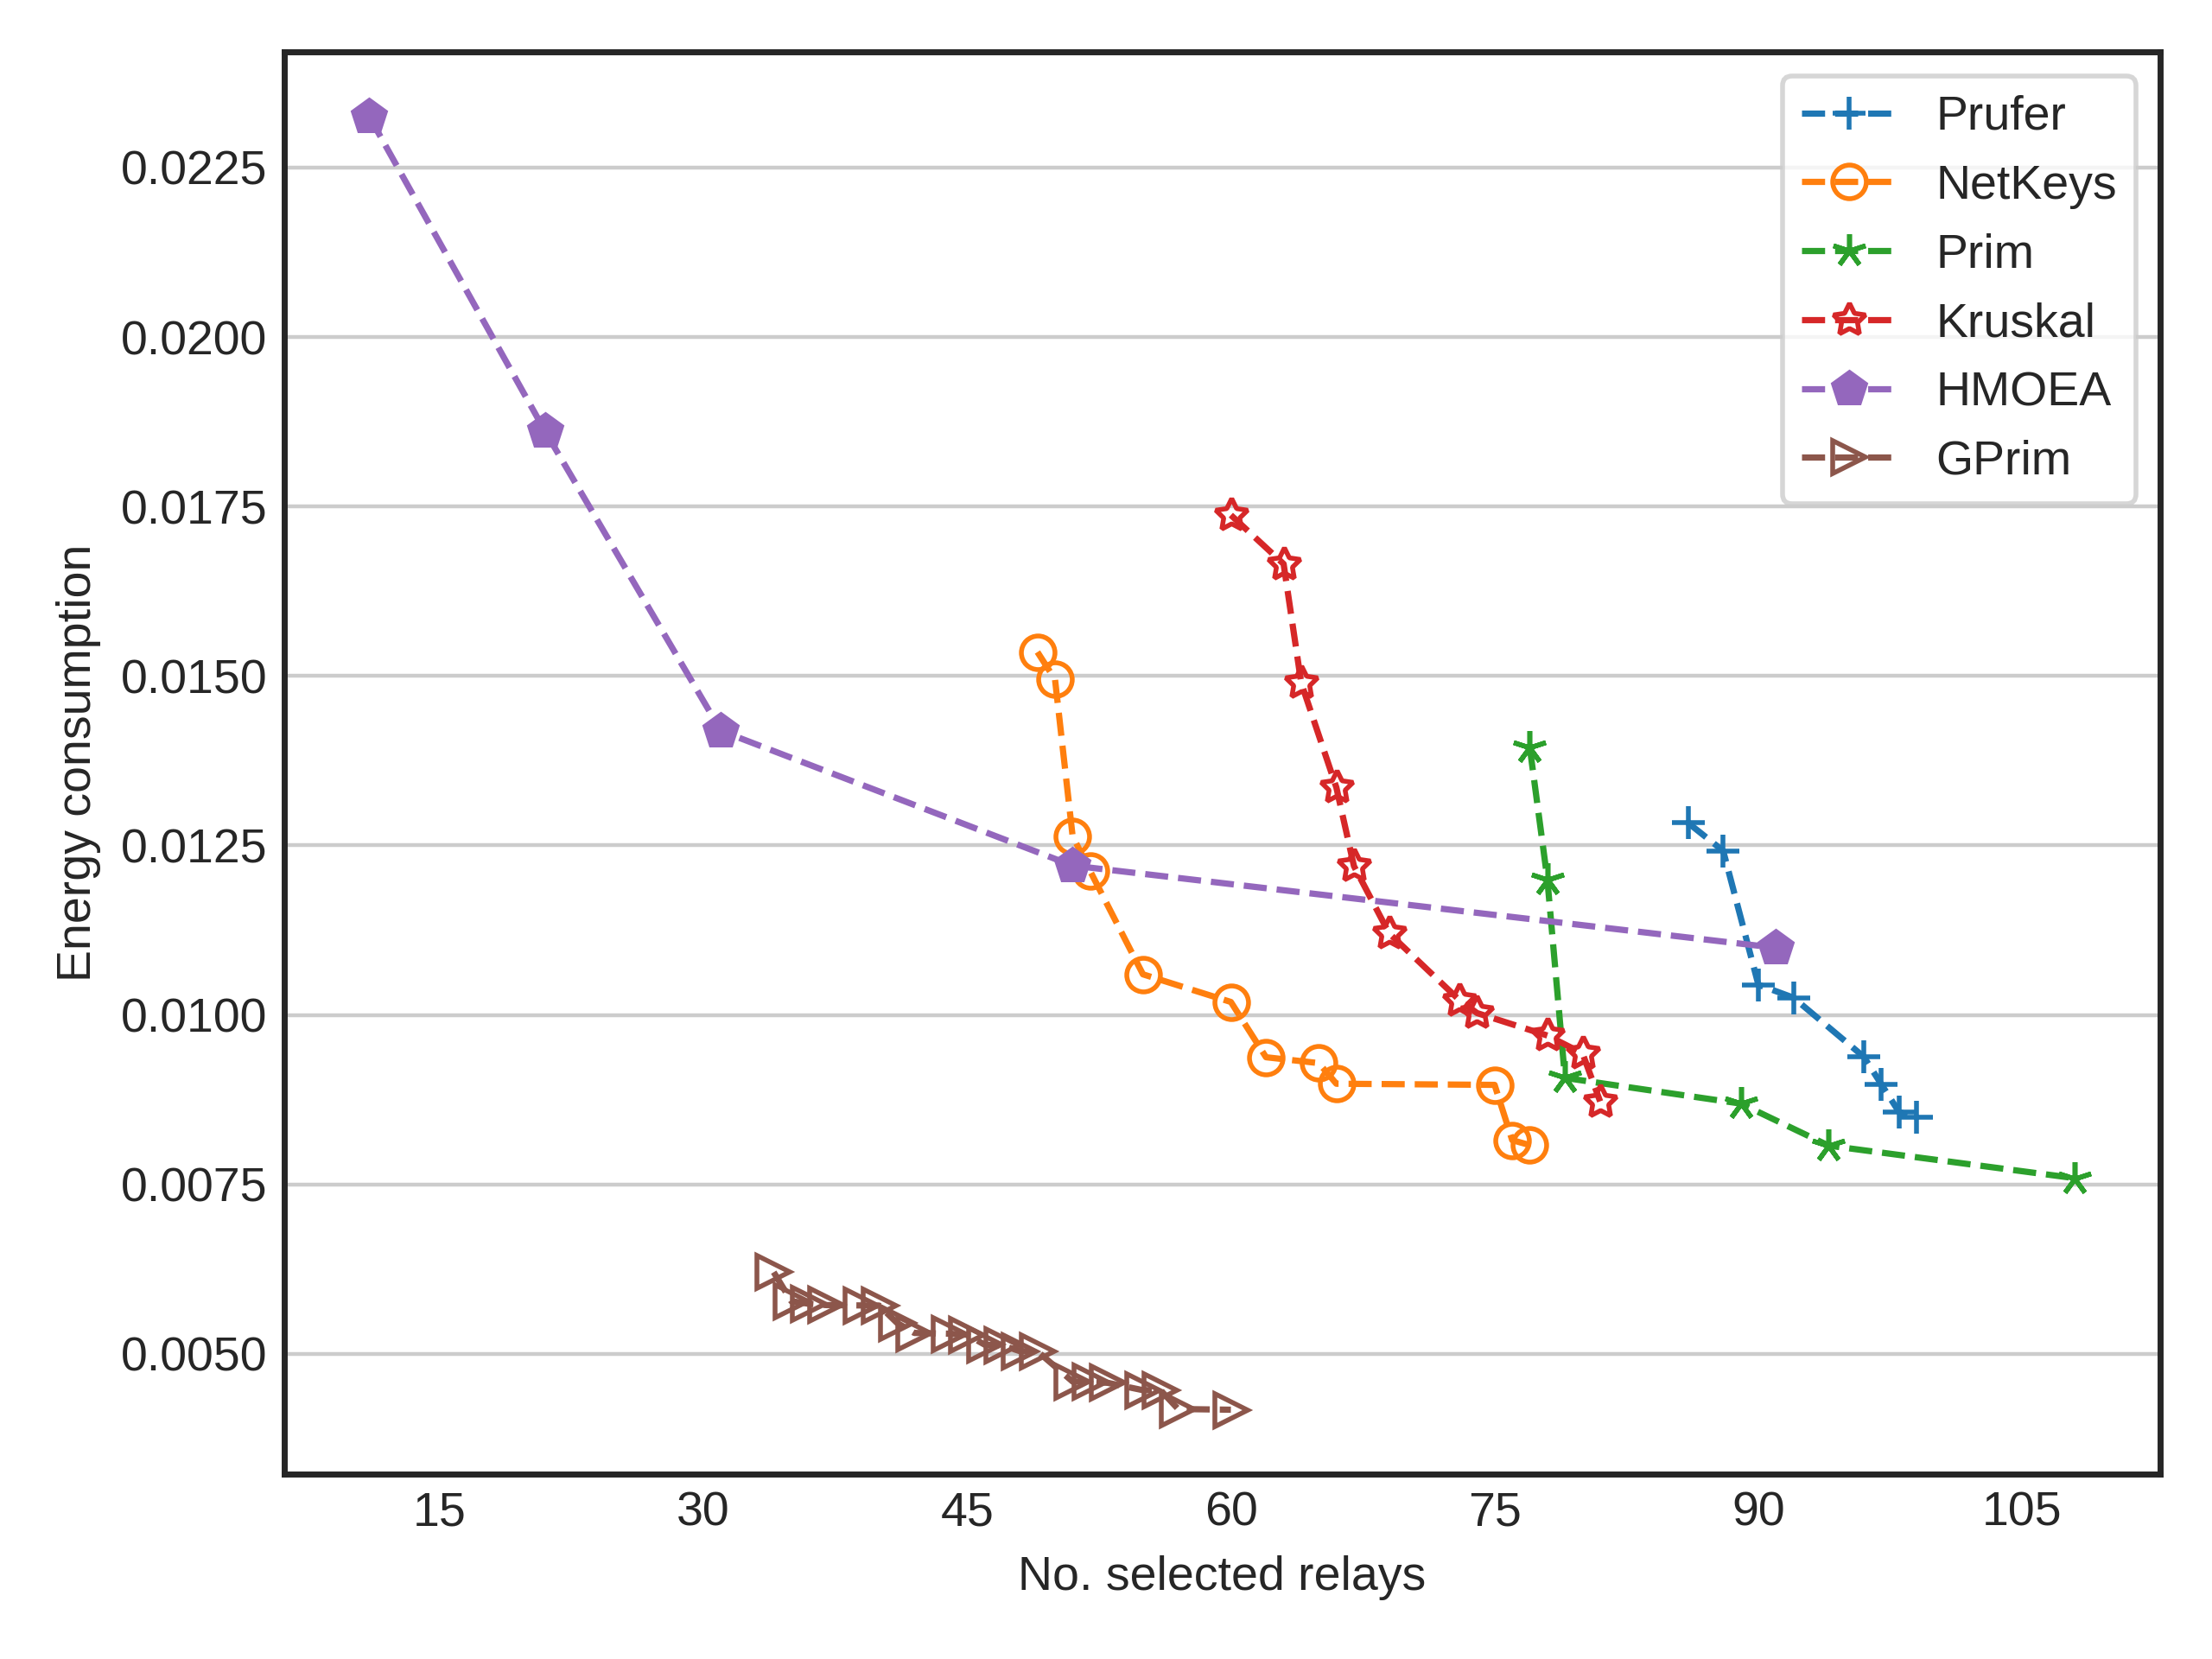 Prufer
NetKeys
Prim
Kruskal
HMOEA
GPrim
0.0225
0.0200
0.0175
0.0150
0.0125
0.0100
0.0075
0.0050
Energy consumption
15 30 45 60 75 90 105
No. selected relays